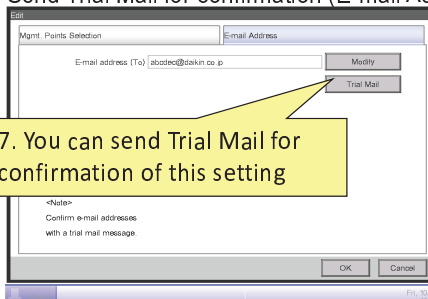 Send Trial Mail for confirmation (E-mail Ad
Edit
Mgmt. Points Selection
E-mail Address
E-mail address (To) abcdec@daikin.co.jp
Modify
Trial Mail
7. You can send Trial Mail for
confirmation of this setting
<Note>
Confirm e-mail addresses
with a trial mail message.
OK
Cancel
Fri, 10